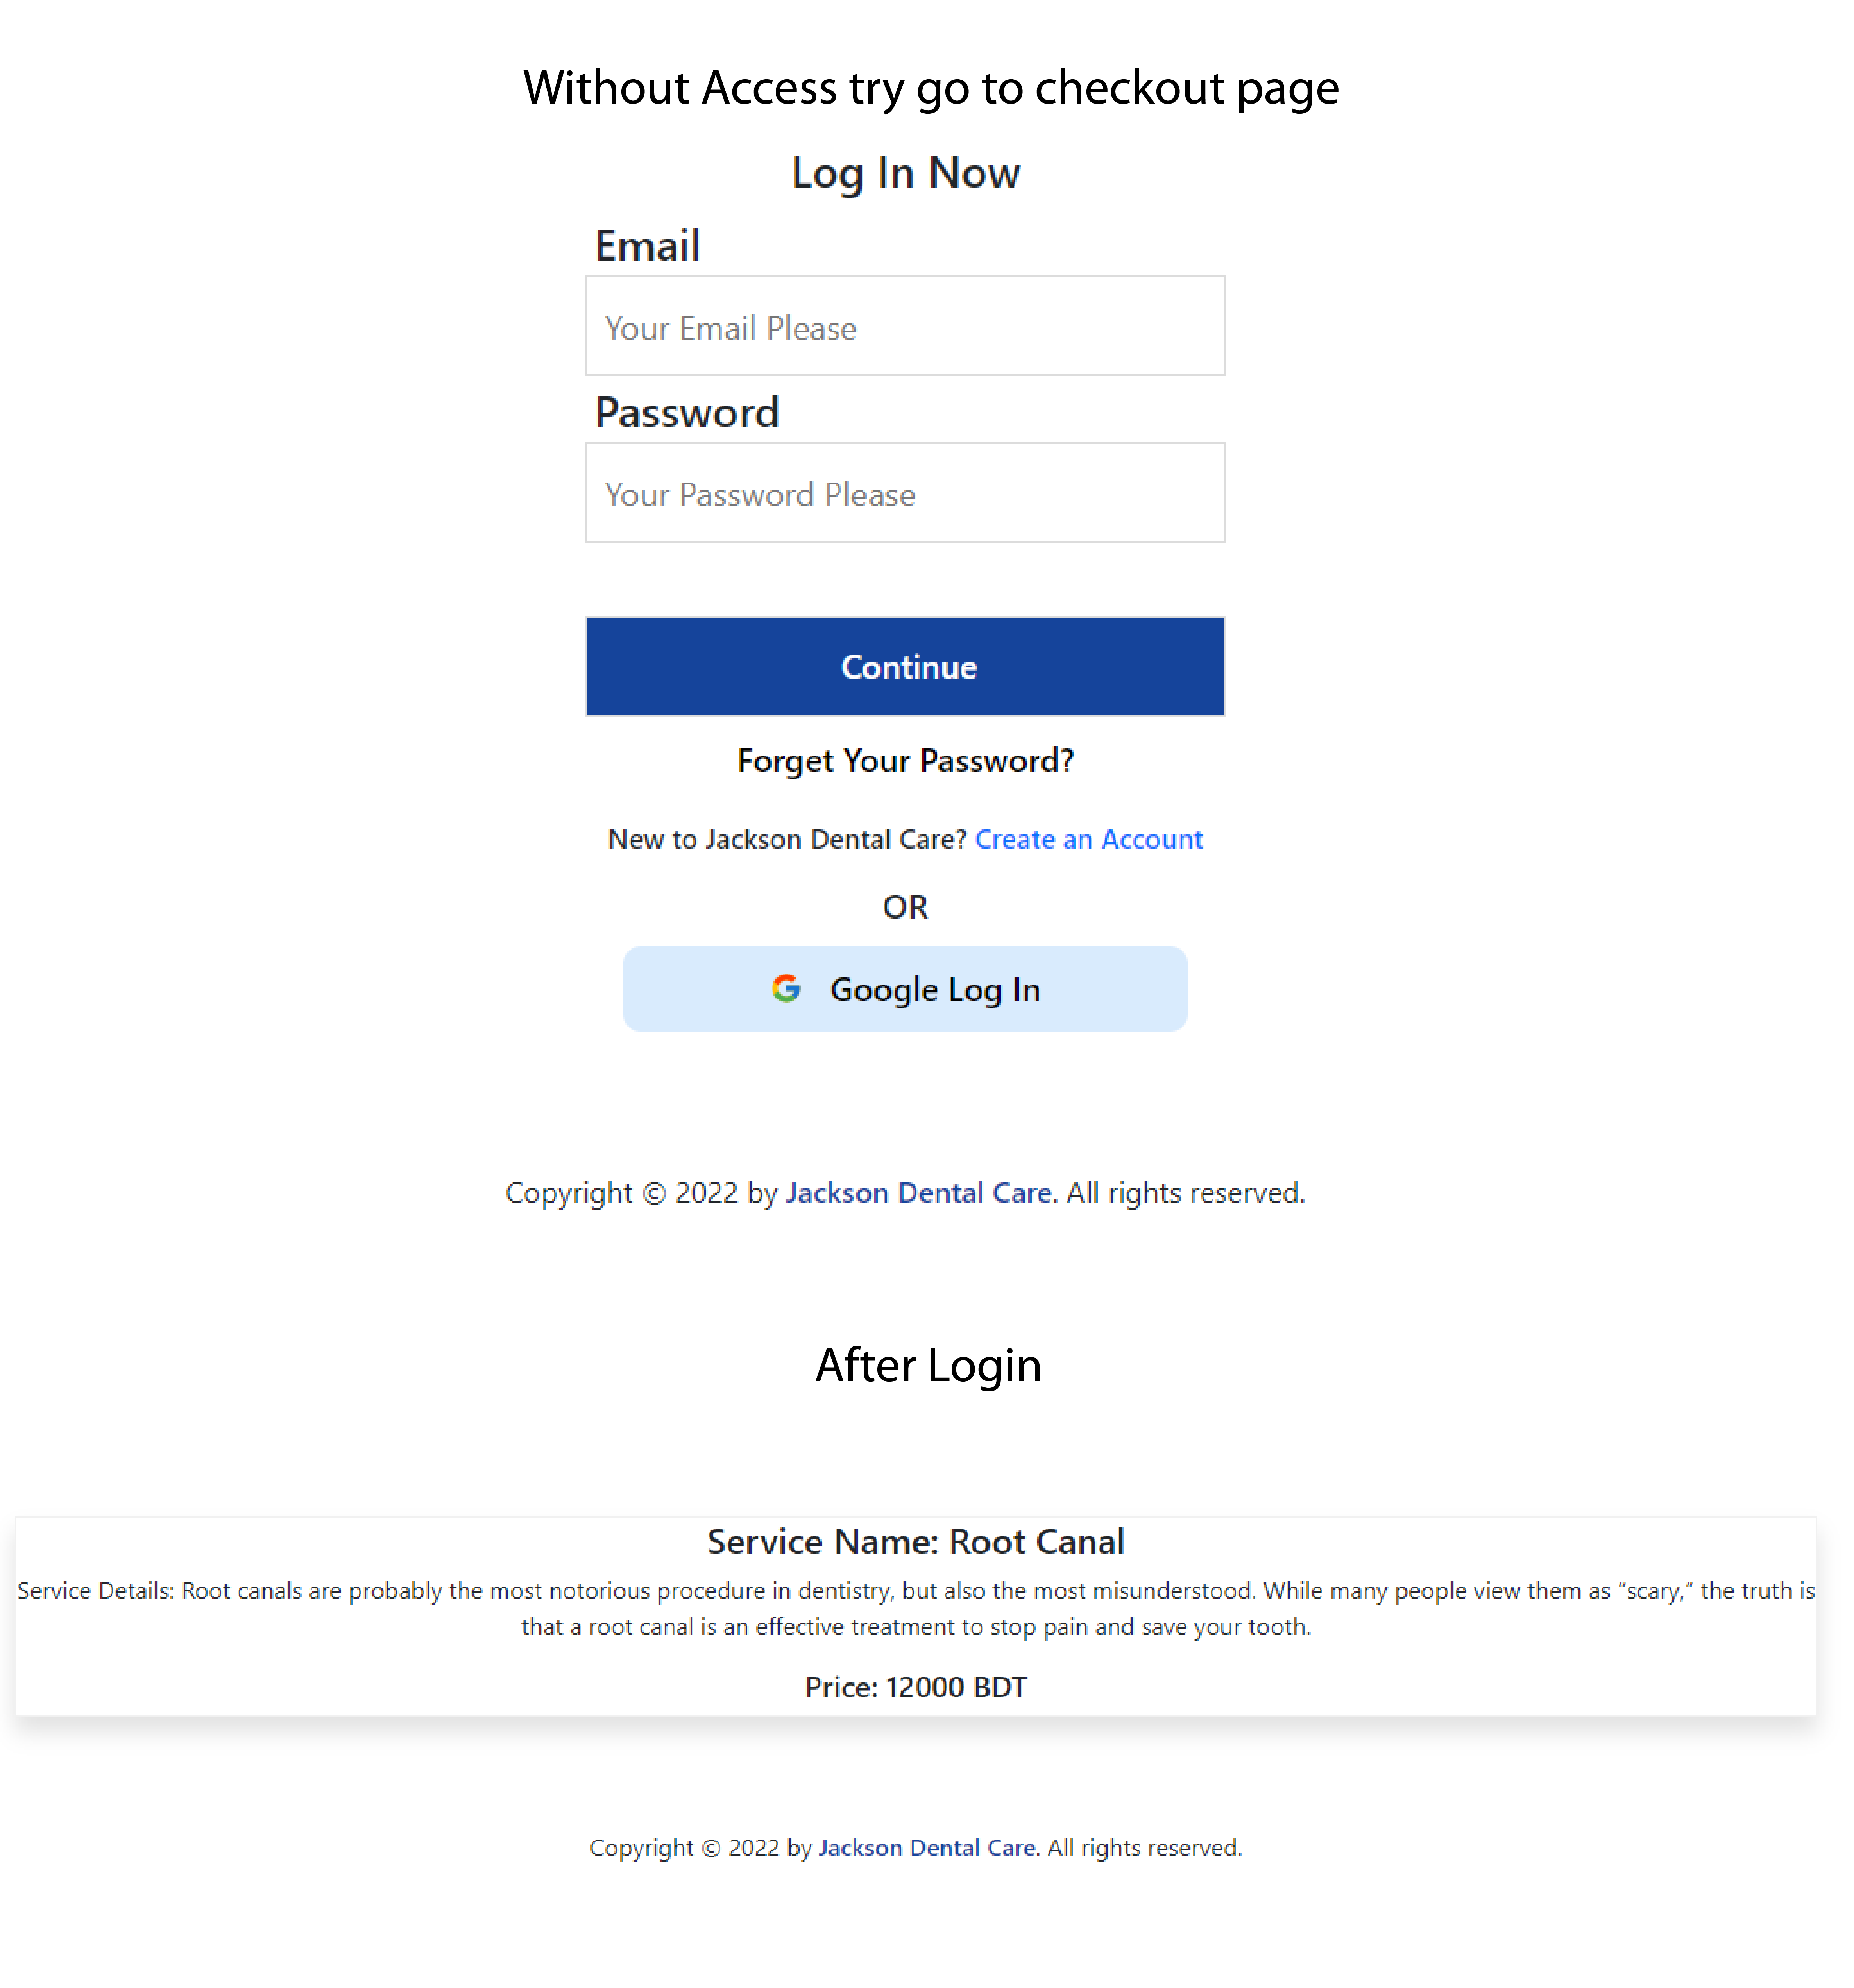 Without Access try go to checkout page
Log In Now
Email
Your Email Please
Password
Your Password Please
Continue
Forget Your Password?
New to Jackson Dental Care? Create an Account
OR
Google Log In
Copyright © 2022 by Jackson Dental Care. All rights reserved.
After Login
Service Name: Root Canal
Service Details: Root canals are probably the most notorious procedure in dentistry, but also the most misunderstood. While many people view them as “scary,” the truth is
that a root canal is an effective treatment to stop pain and save your tooth.
Price: 12000 BDT
Copyright © 2022 by Jackson Dental Care. All rights reserved.